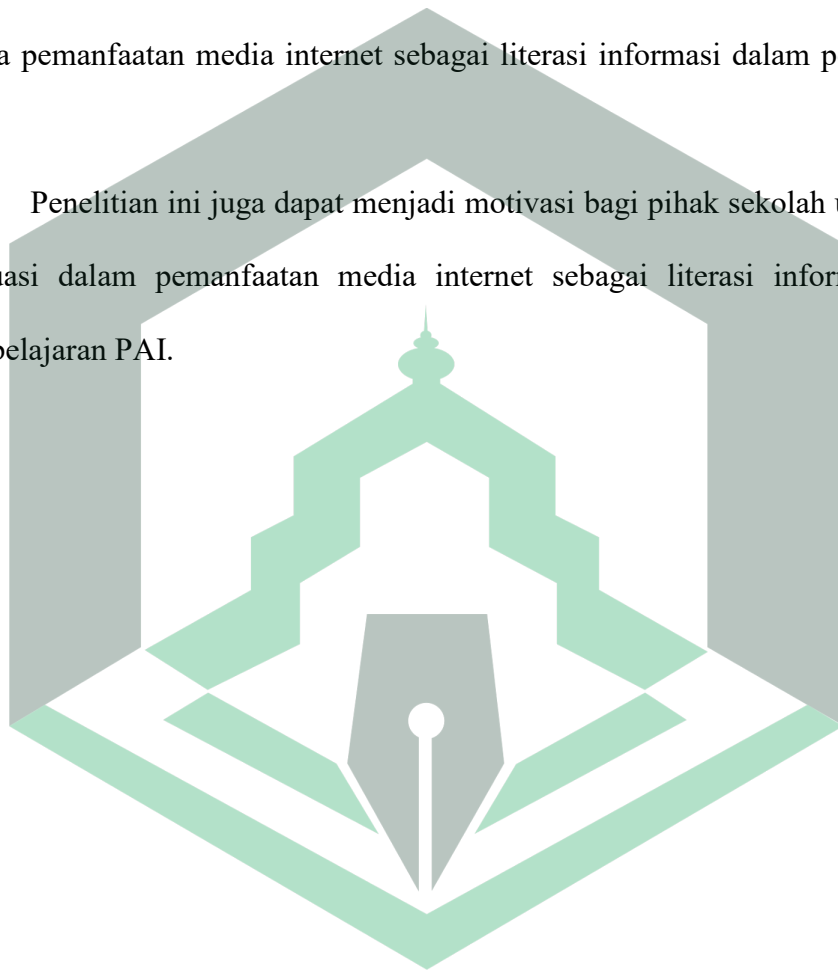 a pemanfaatan media internet sebagai literasi informasi dalam p
Penelitian ini juga dapat menjadi motivasi bagi pihak sekolah u
uasi dalam pemanfaatan media internet sebagai literasi infor
pelajaran PAI.